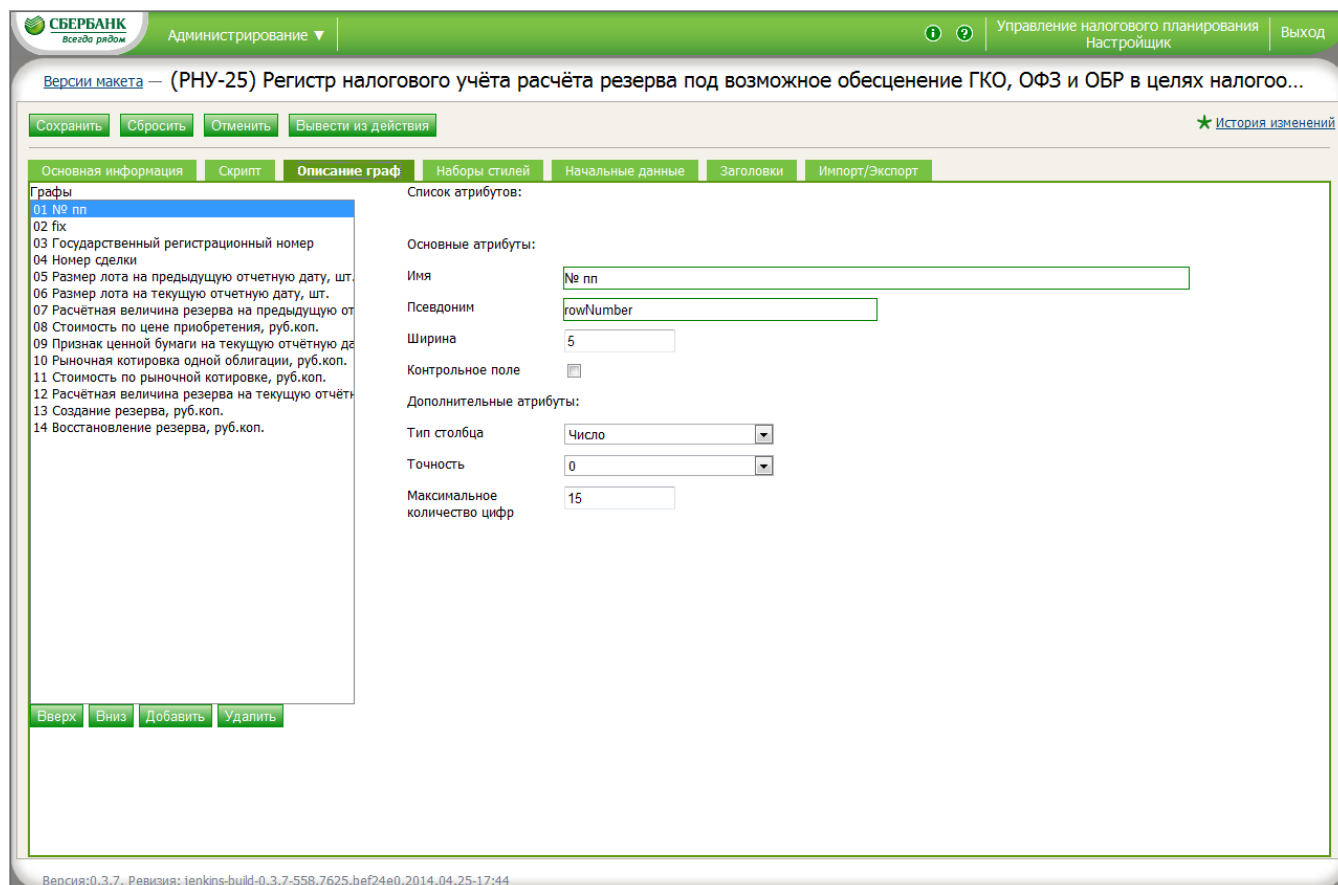 СБЕРБАНК
Всегда рядом
Администрирование ▼
Управление налогового планирования
Настройщик
Выход
Версии макета — (РНУ-25) Регистр налогового учёта расчёта резерва под возможное обесценение ГКО, ОФЗ и ОБР в целях налогоо...
Сохранить Сбросить Отменить Вывести из действия
История изменений
Основная информация Скрипт Описание граф Наборы стилей Начальные данные Заголовки Импорт/Экспорт
Графы
01 № пп
02 fix
03 Государственный регистрационный номер
04 Номер сделки
05 Размер лота на предыдущую отчетную дату, шт.
06 Размер лота на текущую отчетную дату, шт.
07 Расчётная величина резерва на предыдущую от
08 Стоимость по цене приобретения, руб.коп.
09 Признак ценной бумаги на текущую отчётную да
10 Рыночная котировка одной облигации, руб.коп.
11 Стоимость по рыночной котировке, руб.коп.
12 Расчётная величина резерва на текущую отчётн
13 Создание резерва, руб.коп.
14 Восстановление резерва, руб.коп.
Вверх Вниз Добавить Удалить
Список атрибутов:
Основные атрибуты:
Имя № пп
Псевдоним rowNumber
Ширина 5
Контрольное поле
Дополнительные атрибуты:
Тип столбца Число
Точность 0
Максимальное
количество цифр 15
Версия:0.3.7, Ревизия: jenkins-build-0.3.7-558.7625.bef24e0.2014.04.25-17:44